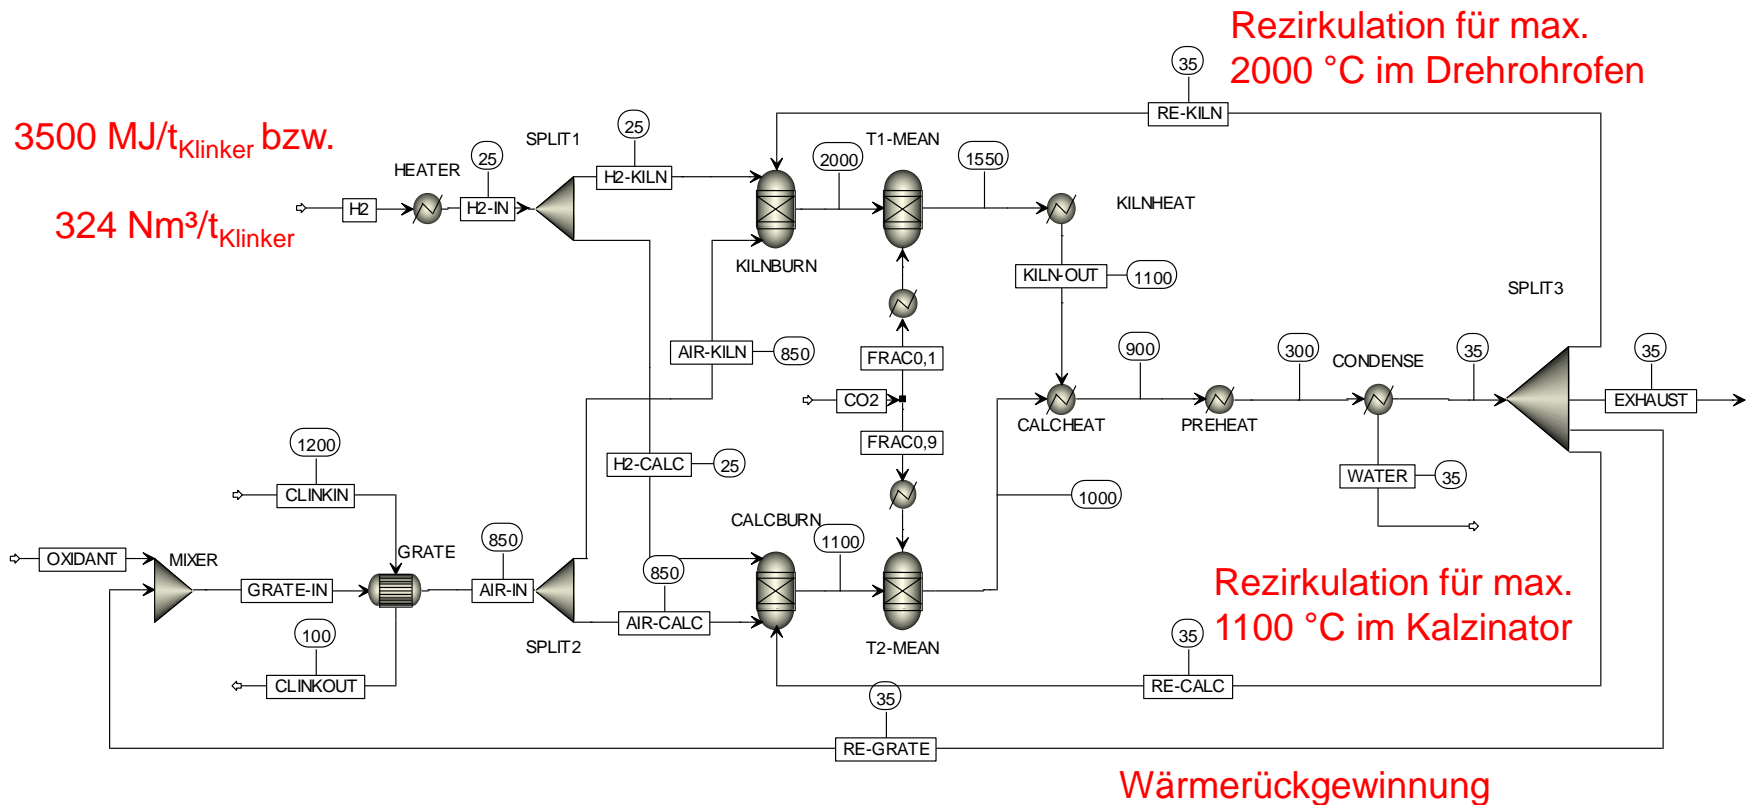 Rezirkulation für max.
2000 °C im Drehrohrofen
35
RE-KILN
3500 MJ/tKlinker bzw.
324 Nm³/tKlinker
HEATER
25
H2
H2-IN
SPLIT1
25
H2-KILN
2000
T1-MEAN
1550
KILNHEAT
KILNBURN
KILN-OUT
1100
SPLIT3
AIR-KILN
850
FRAC0,1
CO2
FRAC0,9
900
300
CONDENSE
35
35
EXHAUST
CALCHEAT
PREHEAT
1200
CLINKIN
H2-CALC
25
WATER
35
1000
OXIDANT
MIXER
GRATE
850
CALCBURN
1100
GRATE-IN
AIR-IN
850
AIR-CALC
Rezirkulation für max.
1100 °C im Kalzinator
100
CLINKOUT
SPLIT2
T2-MEAN
35
RE-CALC
35
RE-GRATE
Wärmerückgewinnung